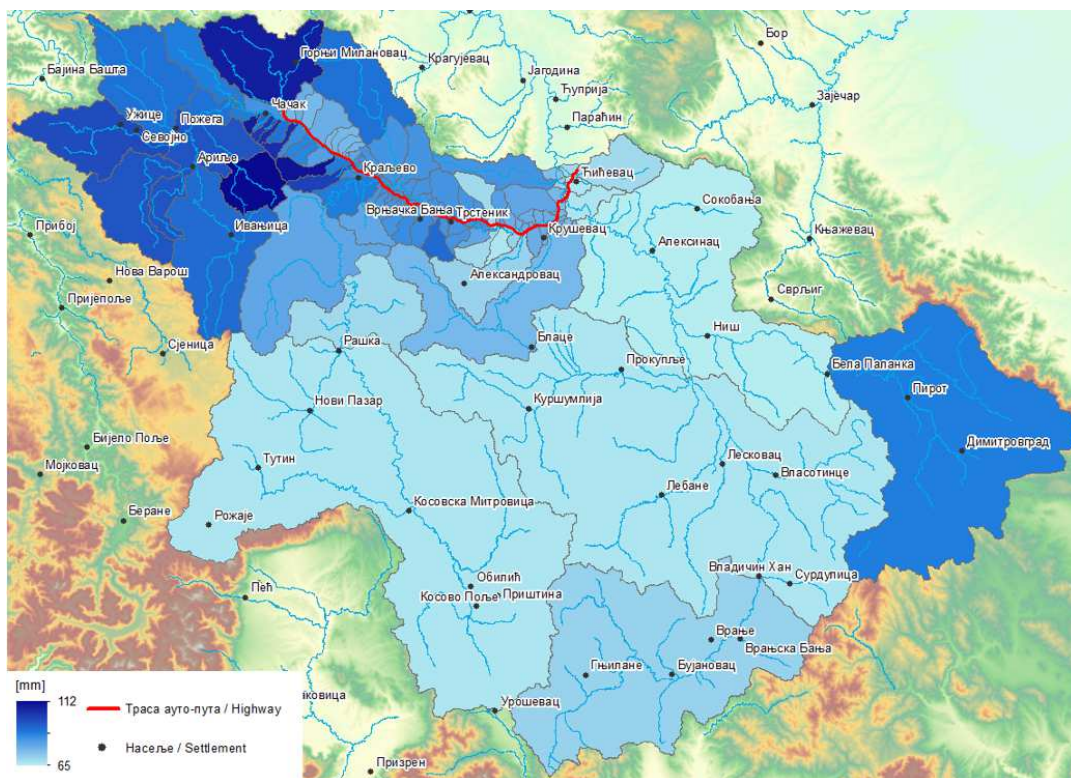 Бор
Горњи Милановац
Крагујевац
Јагодина
Бајина Башта
Ћуприја
Зајечар
Чачак
Ужице
Пожега
Параћин
Севојно
Ариље
Краљево
Ћићевац
Врњачка Бања
Трстеник
Сокобања
Ивањица
Крушевац
Прибој
Алексинац
Књажевац
Нова Варош
Александровац
Пријепоље
Сврљиг
Сјеница
Рашка
Блаце
Ниш
Прокупље
Бела Паланка
Нови Пазар
Куршумлија
Пирот
Бијело Поље
Димитровград
Мојковац
Тутин
Лесковац
Власотинце
Лебане
Косовска Митровица
Беране
Рожаје
Владичин Хан
Сурдулица
Пећ
Обилић
Косово Поље
Приштина
Врање
Врањска Бања
Гњилане
Бујановац
Урошевац
Призрен
[mm]
112
65
Траса ауто-пута / Highway
Насеље / Settlement
аковица